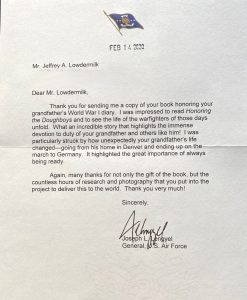 FEB 14 2020
Mr. Jeffrey A. Lowdermilk
Dear Mr. Lowdermilk,
Thank you for sending me a copy of your book honoring your
grandfather's World War I diary. I was impressed to read Honoring
the Doughboys and to see the life of the warfighters of those days
unfold. What an incredible story that highlights the immense
devotion to duty of your grandfather and others like him! I was
particularly struck by how unexpectedly your grandfather's life
changed—going from his home in Denver and ending up on the
march to Germany. It highlighted the great importance of always
being ready.
Again, many thanks for not only the gift of the book, but the
countless hours of research and photography that you put into the
project to deliver this to the world. Thank you very much!
Sincerely,
Joseph L. Lengyel
General, U.S. Air Force